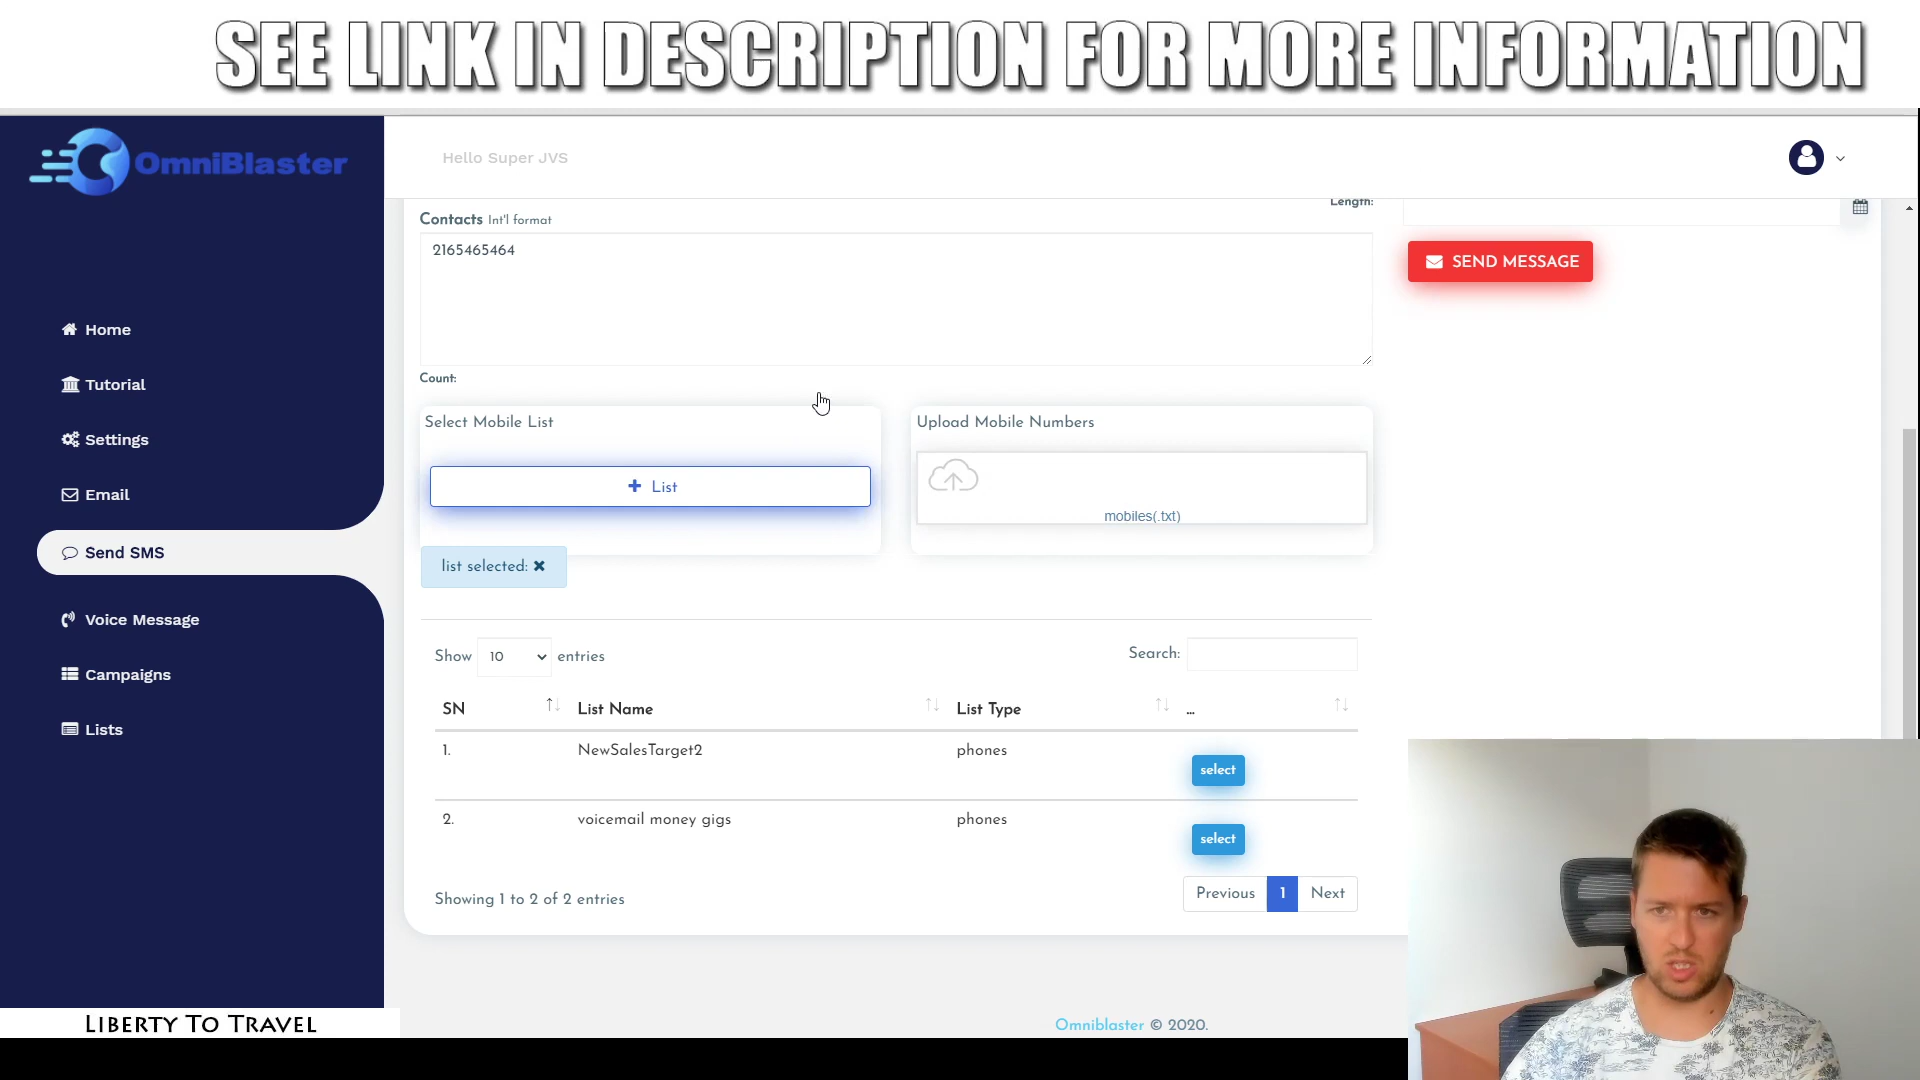 SEE LINK IN DESCRIPTION FOR MORE INFORMATION
OmniBlaster
Hello Super JVS
Length:
Contacts Int'l format
2165465464
SEND MESSAGE
Count:
Select Mobile List
Upload Mobile Numbers
List
mobiles(.txt)
list selected:
Home
Tutorial
Settings
Email
Send SMS
Voice Message
Campaigns
Lists
Show 10 entries
Search:
SN List Name List Type ...
1. NewSalesTarget2 phones select
2. voicemail money gigs phones select
Showing 1 to 2 of 2 entries
Previous 1 Next
Omniblaster © 2020.
LIBERTY TO TRAVEL